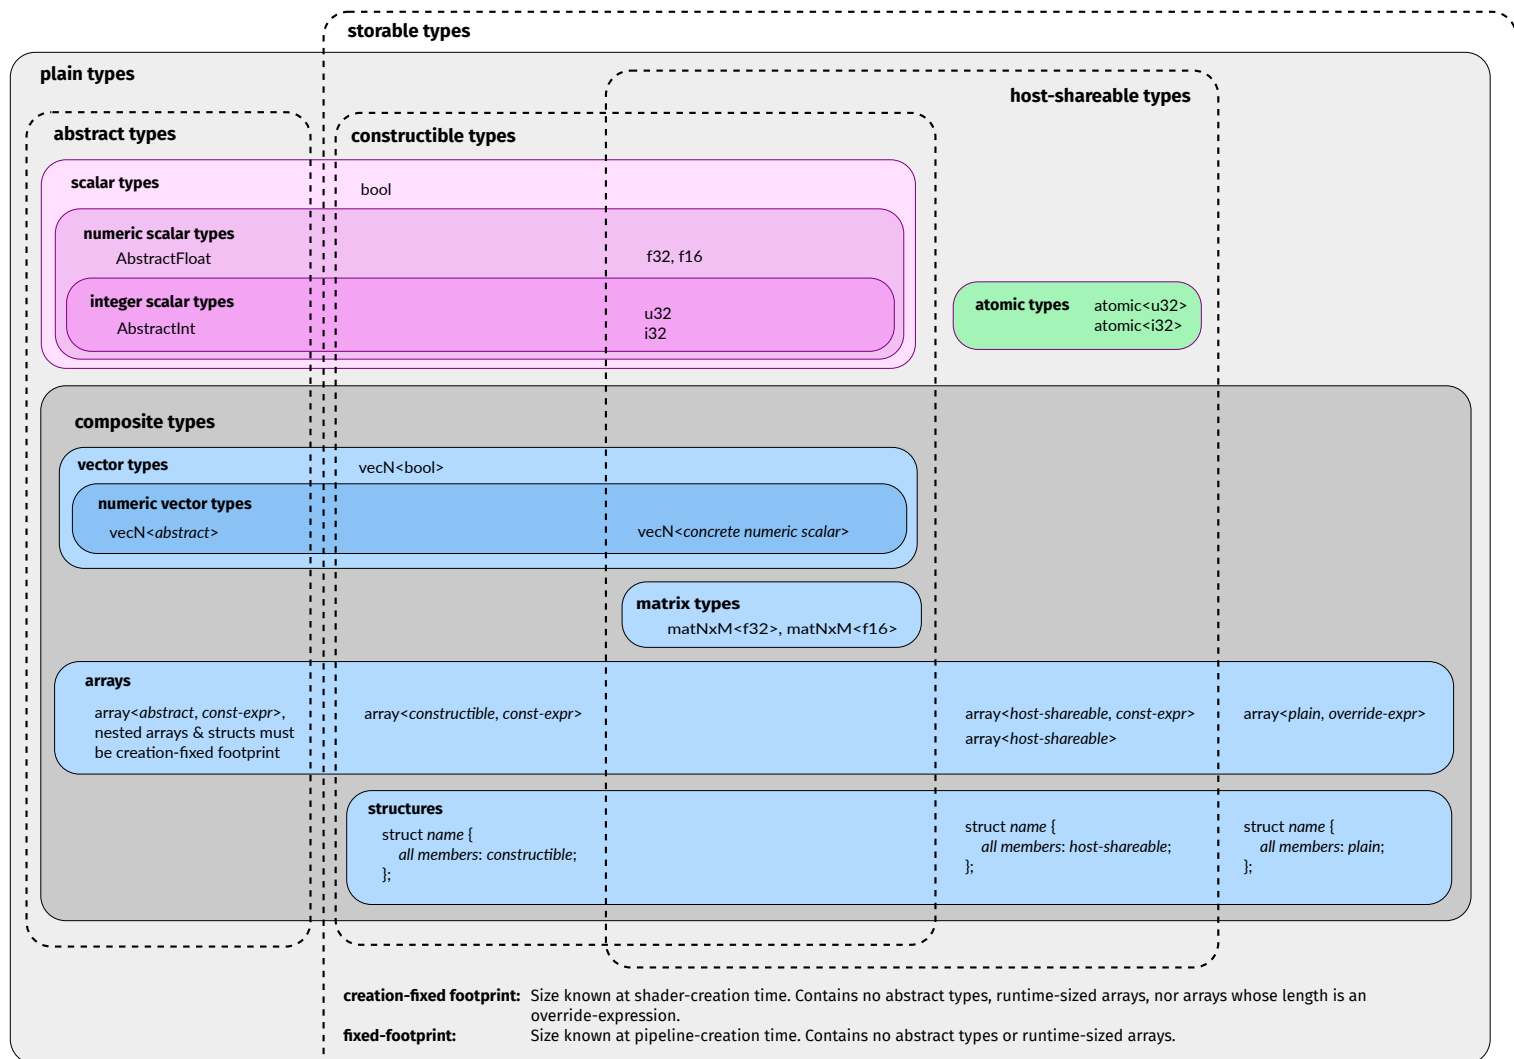 storable types
plain types
host-shareable types
abstract types
constructible types
scalar types
bool
numeric scalar types
AbstractFloat
f32, f16
integer scalar types
AbstractInt
u32
i32
atomic types
atomic<u32>
atomic<i32>
composite types
vector types
vecN<bool>
numeric vector types
vecN<abstract>
vecN<concrete numeric scalar>
matrix types
matNxM<f32>, matNxM<f16>
arrays
array<abstract, const-expr>,
nested arrays & structs must
be creation-fixed footprint
array<constructible, const-expr>
array<host-shareable, const-expr>
array<host-shareable>
array<plain, override-expr>
structures
struct name {
all members: constructible;
};
struct name {
all members: host-shareable;
};
struct name {
all members: plain;
};
creation-fixed footprint: Size known at shader-creation time. Contains no abstract types, runtime-sized arrays, nor arrays whose length is an
override-expression.
fixed-footprint: Size known at pipeline-creation time. Contains no abstract types or runtime-sized arrays.